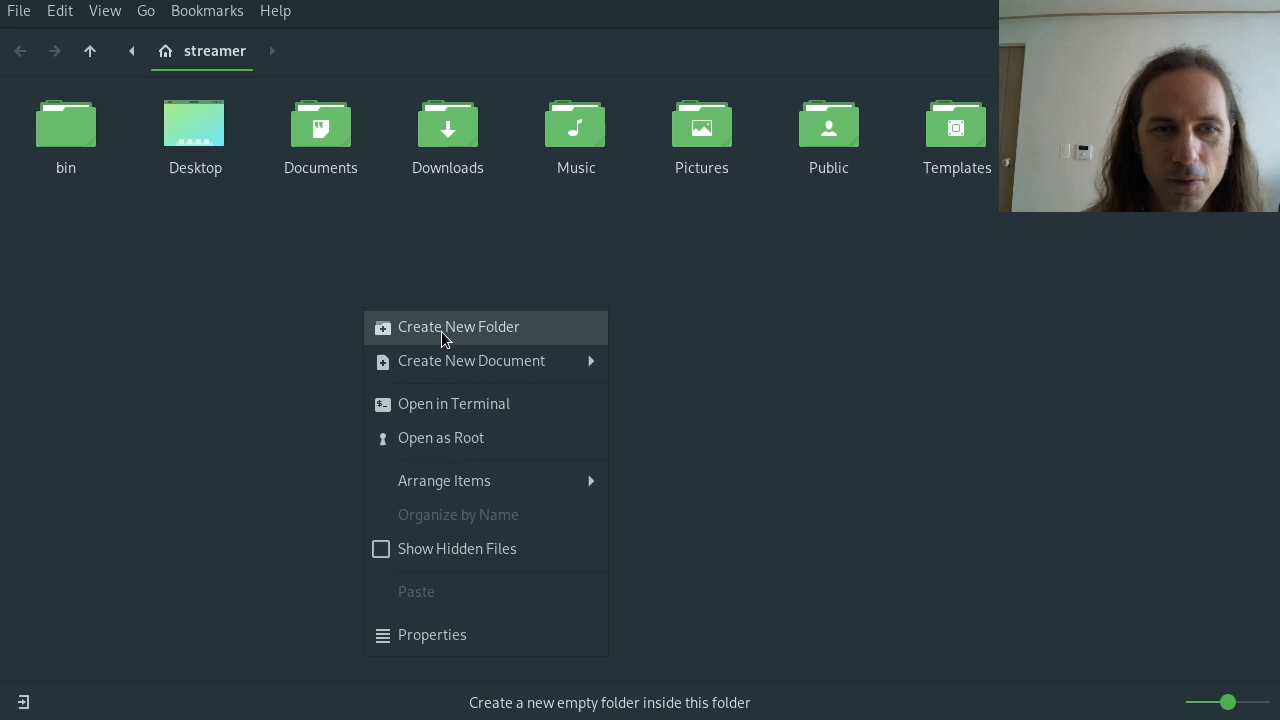 File Edit View Go Bookmarks Help
streamer
bin Desktop Documents Downloads Music Pictures Public Templates
Create New Folder
Create New Document
Open in Terminal
Open as Root
Arrange Items
Organize by Name
Show Hidden Files
Paste
Properties
Create a new empty folder inside this folder